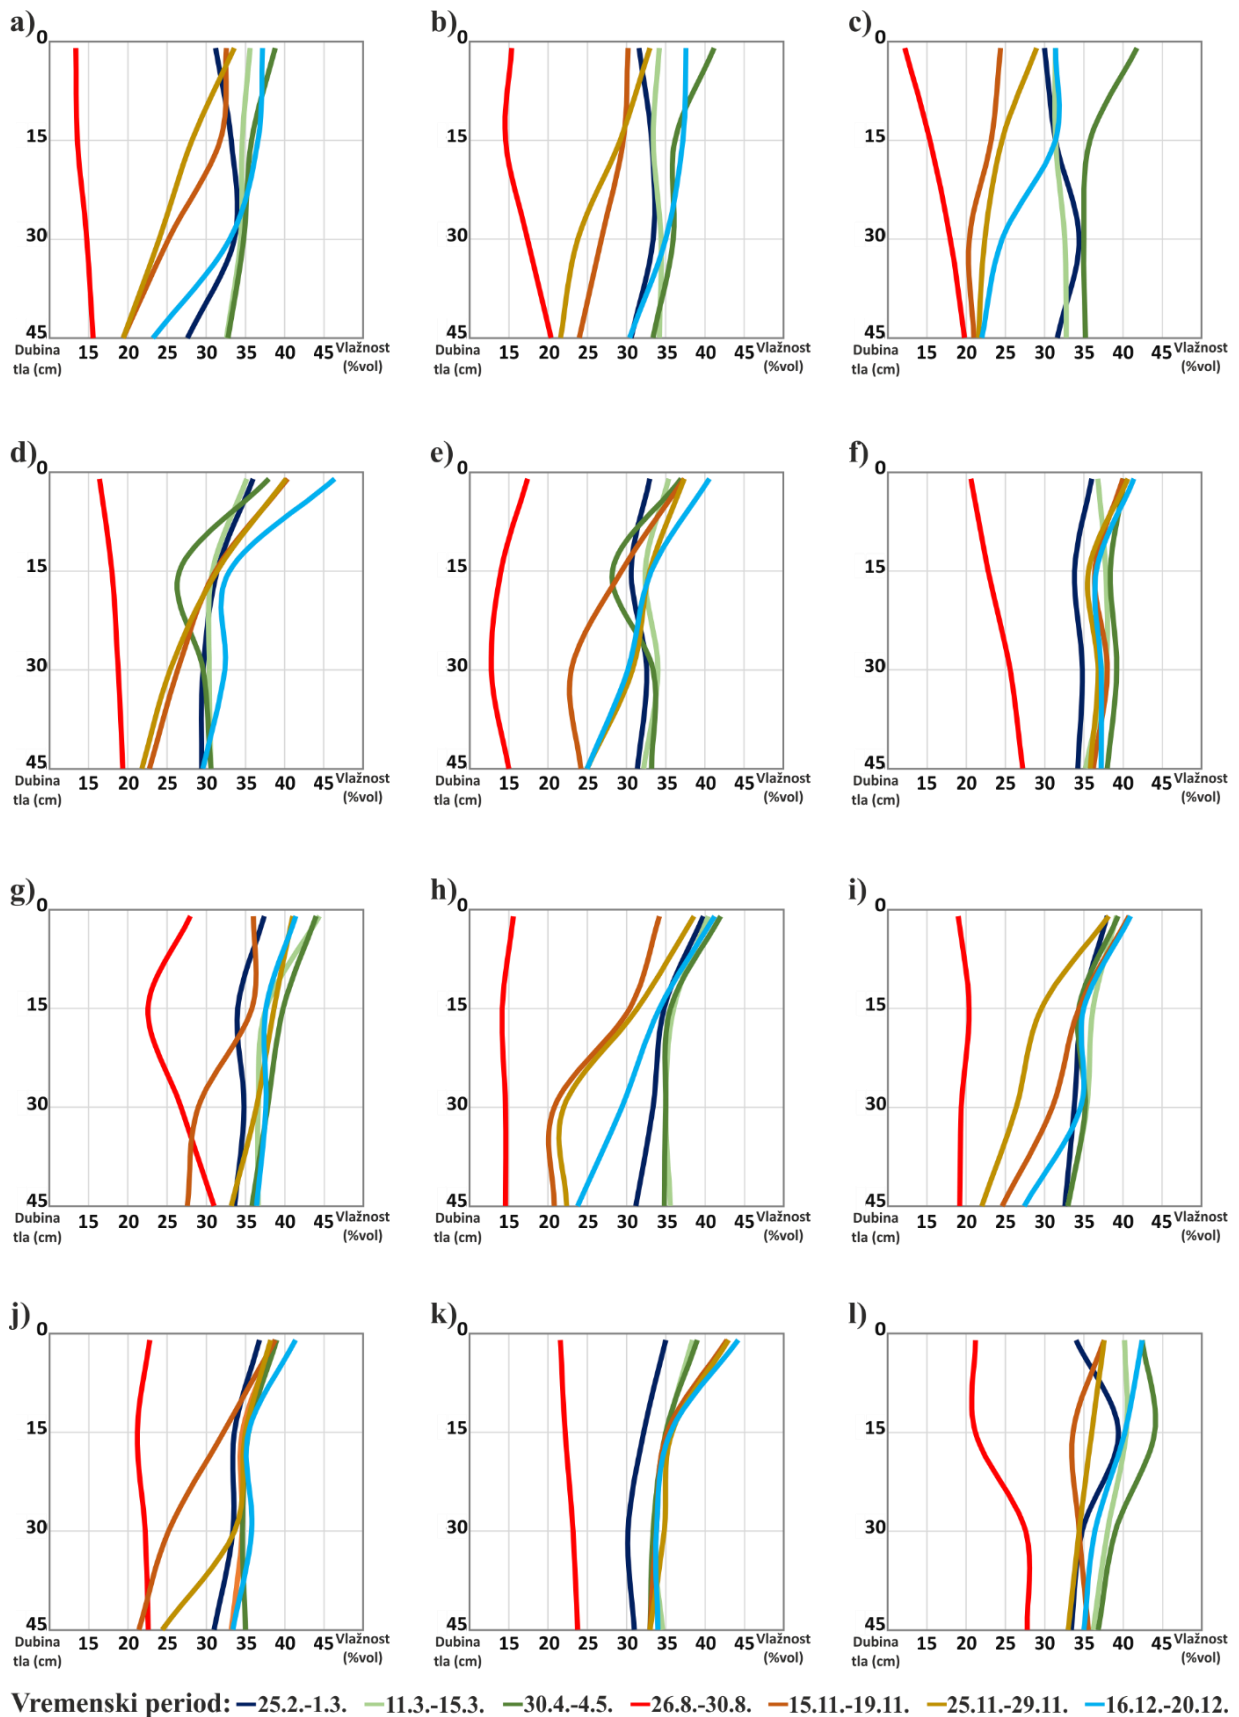 a) b) c)
0 0 0
15 15 15
30 30 30
45 45 45
Dubina tla (cm) 15 20 25 30 35 40 45 Vlažnost (%vol) Dubina tla (cm) 15 20 25 30 35 40 45 Vlažnost (%vol) Dubina tla (cm) 15 20 25 30 35 40 45 Vlažnost (%vol)
d) e) f)
0 0 0
15 15 15
30 30 30
45 45 45
Dubina tla (cm) 15 20 25 30 35 40 45 Vlažnost (%vol) Dubina tla (cm) 15 20 25 30 35 40 45 Vlažnost (%vol) Dubina tla (cm) 15 20 25 30 35 40 45 Vlažnost (%vol)
g) h) i)
0 0 0
15 15 15
30 30 30
45 45 45
Dubina tla (cm) 15 20 25 30 35 40 45 Vlažnost (%vol) Dubina tla (cm) 15 20 25 30 35 40 45 Vlažnost (%vol) Dubina tla (cm) 15 20 25 30 35 40 45 Vlažnost (%vol)
j) k) l)
0 0 0
15 15 15
30 30 30
45 45 45
Dubina tla (cm) 15 20 25 30 35 40 45 Vlažnost (%vol) Dubina tla (cm) 15 20 25 30 35 40 45 Vlažnost (%vol) Dubina tla (cm) 15 20 25 30 35 40 45 Vlažnost (%vol)
Vremenski period: 25.2.-1.3. 11.3.-15.3. 30.4.-4.5. 26.8.-30.8. 15.11.-19.11. 25.11.-29.11. 16.12.-20.12.